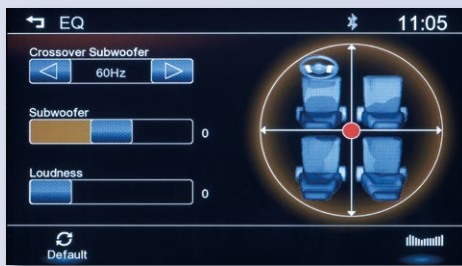 EQ
11:05
Crossover Subwoofer
60Hz
Subwoofer
0
Loudness
0
Default